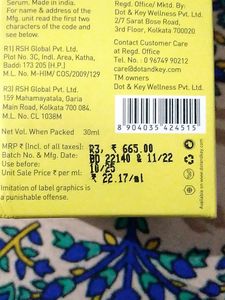 Serum. Made in India.
For name & address of the
Mfg. unit read the first two
characters of code and
see below:
R1) RSH Global Pvt. Ltd.
Plot No. 3C, Indl. Area, Katha,
Baddi 173 205 (H.P.)
M.L. No. M-HIM/ COS/2009/129
R3) RSH Global Pvt. Ltd.
159 Mahamayatala, Garia
Main Road, Kolkata 700 084,
M.L. No. CL 1038M
Regd. Office/ Mktd. By:
Dot & Key Wellness Pvt. Ltd.
2/7 Sarat Bose Road,
3rd Floor, Kolkata 700020
Contact Customer Care
at Regd. Office:
Ph.: 0 96749 90212
care@dotandkey.com
TM owners
Dot & Key Wellness Pvt. Ltd.
8 904035 424515
www.dotandkey.com
Net Vol. When Packed 30ml
MRP ₹ (Incl. of all taxes): R3, ₹ 665.00
Batch No. & Mfg. Date: BD 22140 & 11/22
Use Before: 10/25
Unit Sale Price ₹ per ml: ₹ 22.17/ml
Imitation of label graphics is
a punishable offense.